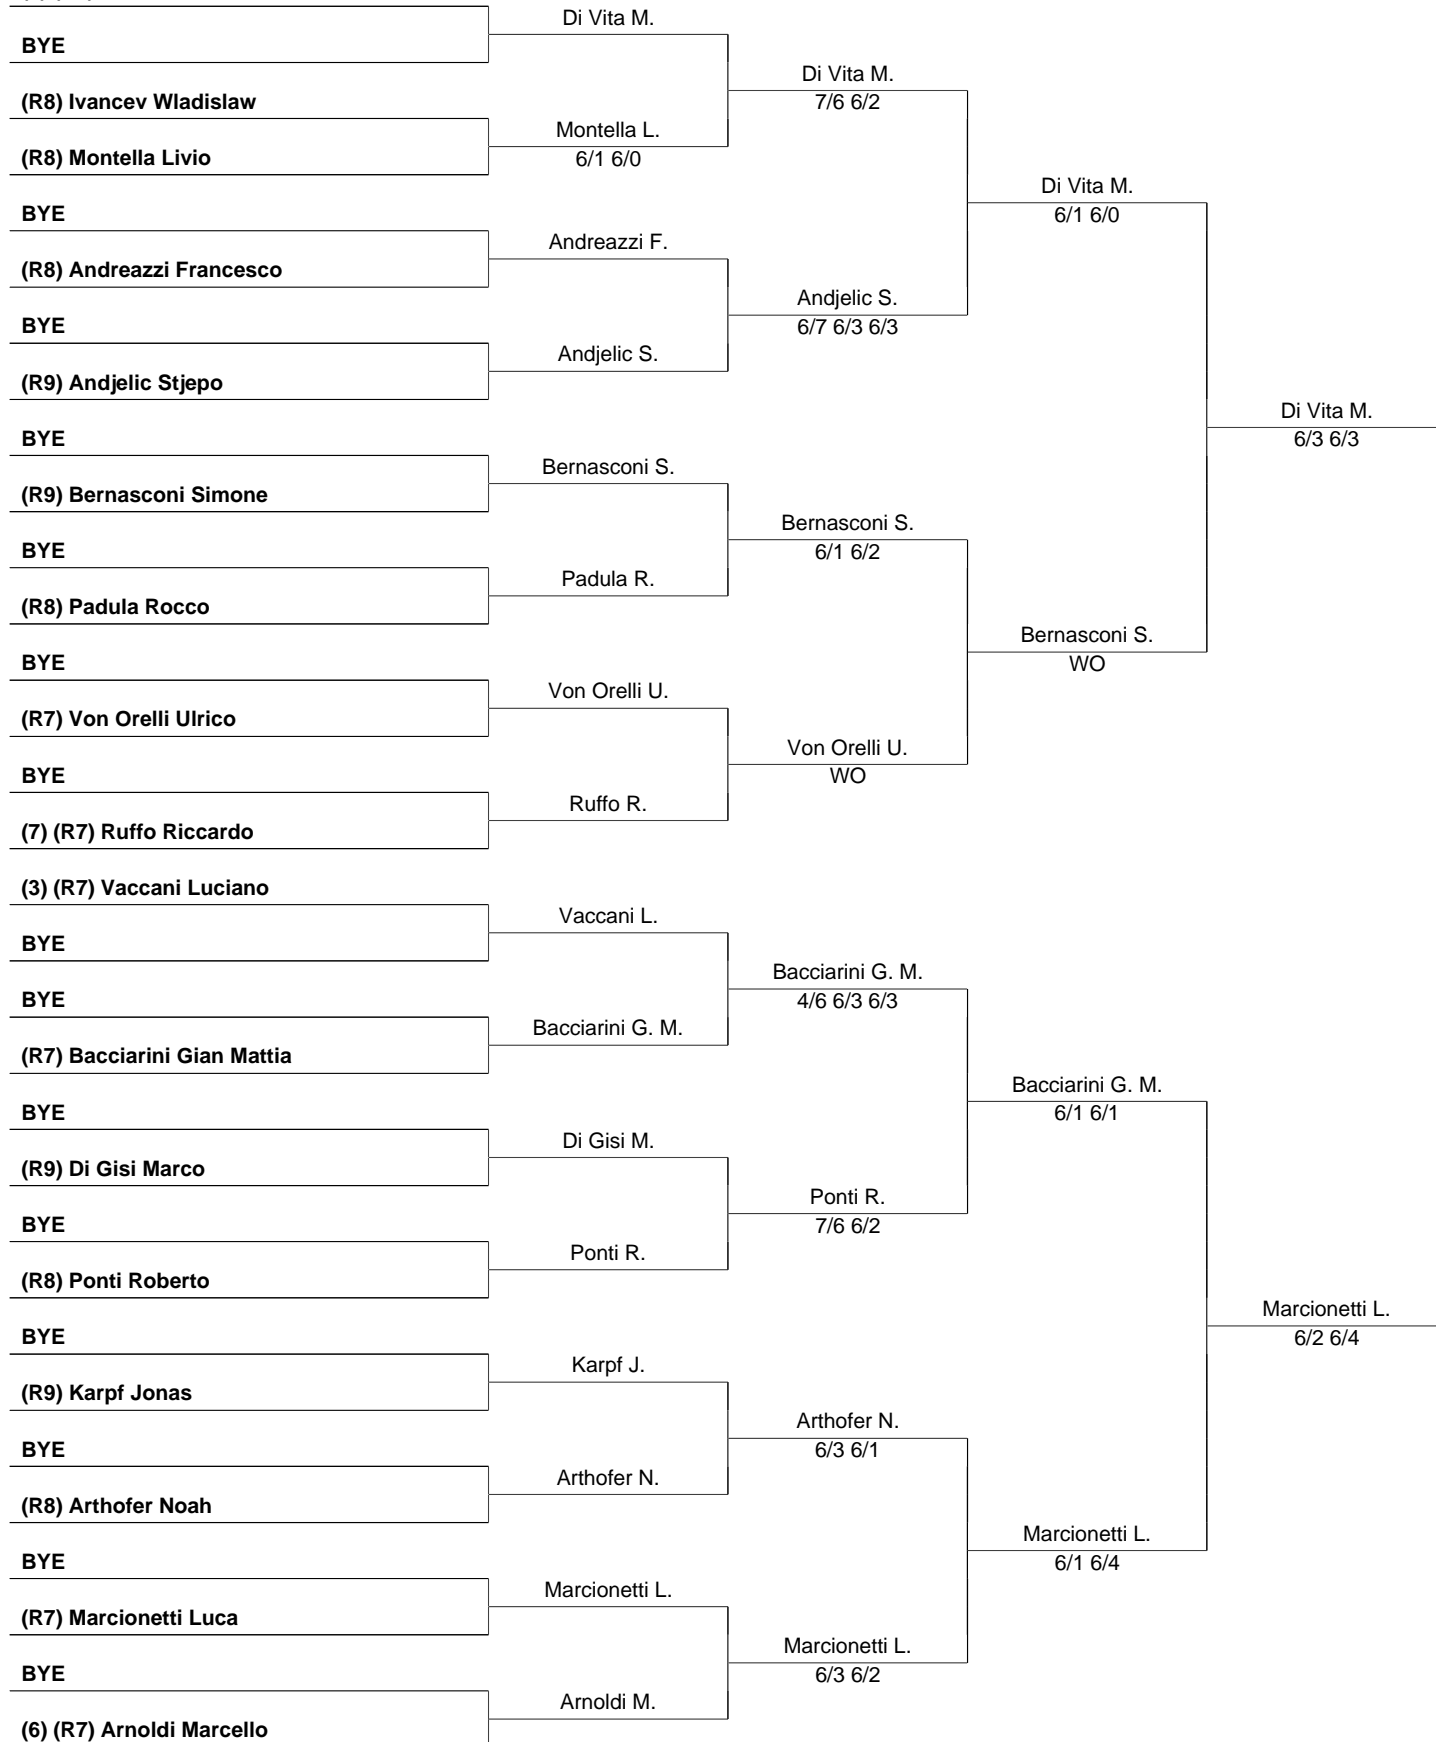 BYE
(R8) Ivancev Wladislaw
(R8) Montella Livio
BYE
(R8) Andreazzi Francesco
BYE
(R9) Andjelic Stjepo
BYE
(R9) Bernasconi Simone
BYE
(R8) Padula Rocco
BYE
(R7) Von Orelli Ulrico
BYE
(7) (R7) Ruffo Riccardo
(3) (R7) Vaccani Luciano
BYE
BYE
(R7) Bacciarini Gian Mattia
BYE
(R9) Di Gisi Marco
BYE
(R8) Ponti Roberto
BYE
(R9) Karpf Jonas
BYE
(R8) Arthofer Noah
BYE
(R7) Marcionetti Luca
BYE
(6) (R7) Arnoldi Marcello
Di Vita M.
Montella L.
6/1 6/0
Andreazzi F.
Andjelic S.
Bernasconi S.
Padula R.
Von Orelli U.
Ruffo R.
Vaccani L.
Bacciarini G. M.
Di Gisi M.
Ponti R.
Karpf J.
Arthofer N.
Marcionetti L.
Arnoldi M.
Di Vita M.
7/6 6/2
Andjelic S.
6/7 6/3 6/3
Bernasconi S.
6/1 6/2
Von Orelli U.
WO
Bacciarini G. M.
4/6 6/3 6/3
Ponti R.
7/6 6/2
Arthofer N.
6/3 6/1
Marcionetti L.
6/3 6/2
Di Vita M.
6/1 6/0
Bernasconi S.
WO
Bacciarini G. M.
6/1 6/1
Marcionetti L.
6/1 6/4
Di Vita M.
6/3 6/3
Marcionetti L.
6/2 6/4